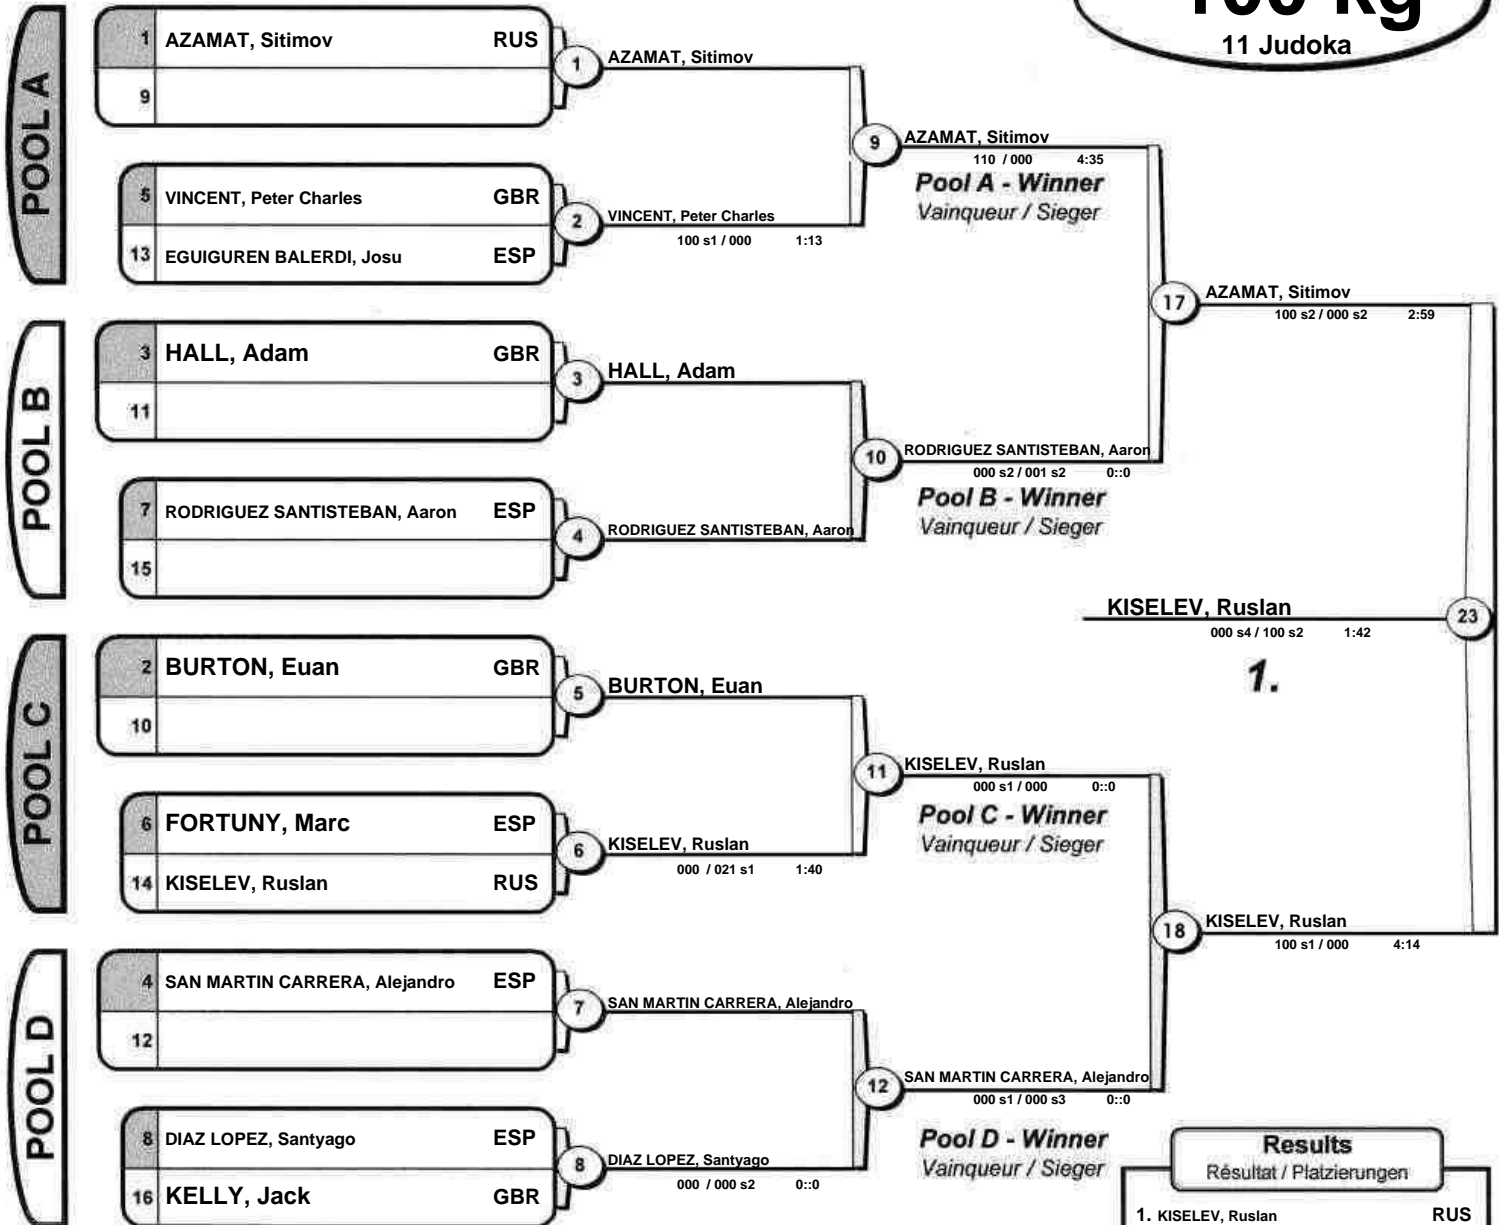 100 kg
11 Judoka
POOL A
1 AZAMAT, Sitimov RUS
9
5 VINCENT, Peter Charles GBR
13 EGUIGUREN BALERDI, Josu ESP
1 AZAMAT, Sitimov
2 VINCENT, Peter Charles
100 s1 / 000 1:13
9 AZAMAT, Sitimov
110 / 000 4:35
Pool A - Winner
Vainqueur / Sieger
POOL B
3 HALL, Adam GBR
11
7 RODRIGUEZ SANTISTEBAN, Aaron ESP
15
3 HALL, Adam
4 RODRIGUEZ SANTISTEBAN, Aaron
10 RODRIGUEZ SANTISTEBAN, Aaron
000 s2 / 001 s2 0::0
Pool B - Winner
Vainqueur / Sieger
17 AZAMAT, Sitimov
100 s2 / 000 s2 2:59
KISELEV, Ruslan 23
000 s4 / 100 s2 1:42
1.
POOL C
2 BURTON, Euan GBR
10
6 FORTUNY, Marc ESP
14 KISELEV, Ruslan RUS
5 BURTON, Euan
6 KISELEV, Ruslan
000 / 021 s1 1:40
11 KISELEV, Ruslan
000 s1 / 000 0::0
Pool C - Winner
Vainqueur / Sieger
POOL D
4 SAN MARTIN CARRERA, Alejandro ESP
12
8 DIAZ LOPEZ, Santyago ESP
16 KELLY, Jack GBR
7 SAN MARTIN CARRERA, Alejandro
8 DIAZ LOPEZ, Santyago
000 / 000 s2 0::0
12 SAN MARTIN CARRERA, Alejandro
000 s1 / 000 s3 0::0
Pool D - Winner
Vainqueur / Sieger
18 KISELEV, Ruslan
100 s1 / 000 4:14
Results
Résultat / Platzierungen
1. KISELEV, Ruslan RUS